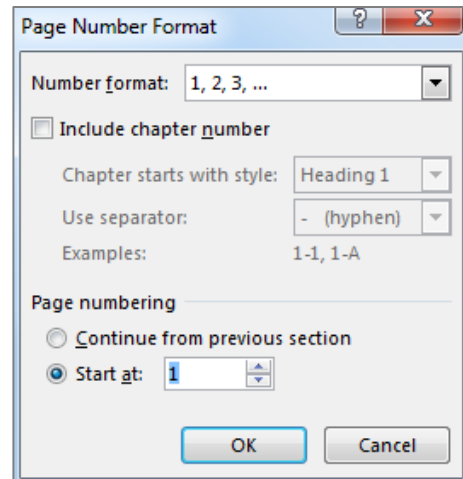 Page Number Format
Number format: 1, 2, 3, ...
Include chapter number
Chapter starts with style: Heading 1
Use separator: - (hyphen)
Examples: 1-1, 1-A
Page numbering
Continue from previous section
Start at: 1
OK Cancel